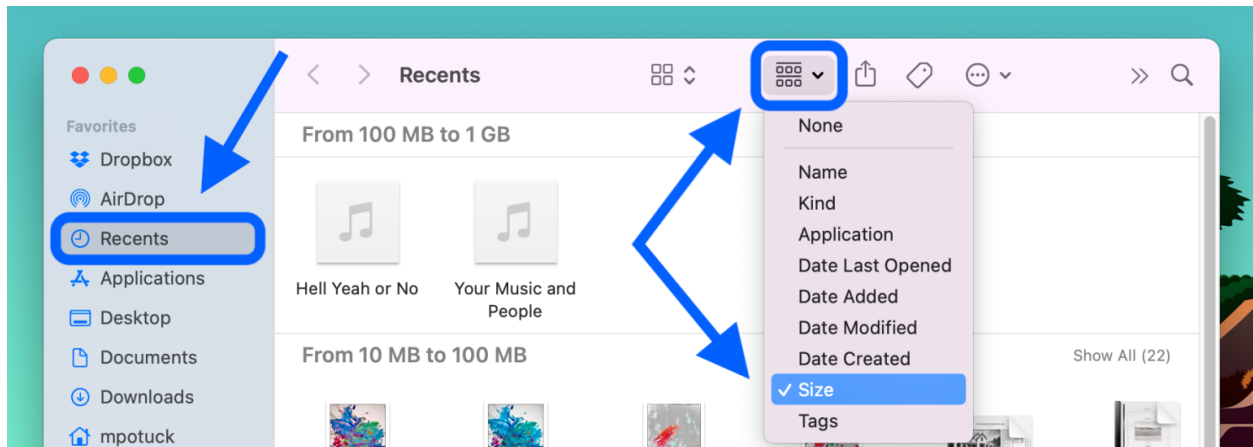 Recents
Favorites
Dropbox
AirDrop
Recents
Applications
Desktop
Documents
Downloads
mpotuck
From 100 MB to 1 GB
Hell Yeah or No
Your Music and
People
From 10 MB to 100 MB
Show All (22)
None
Name
Kind
Application
Date Last Opened
Date Added
Date Modified
Date Created
Size
Tags